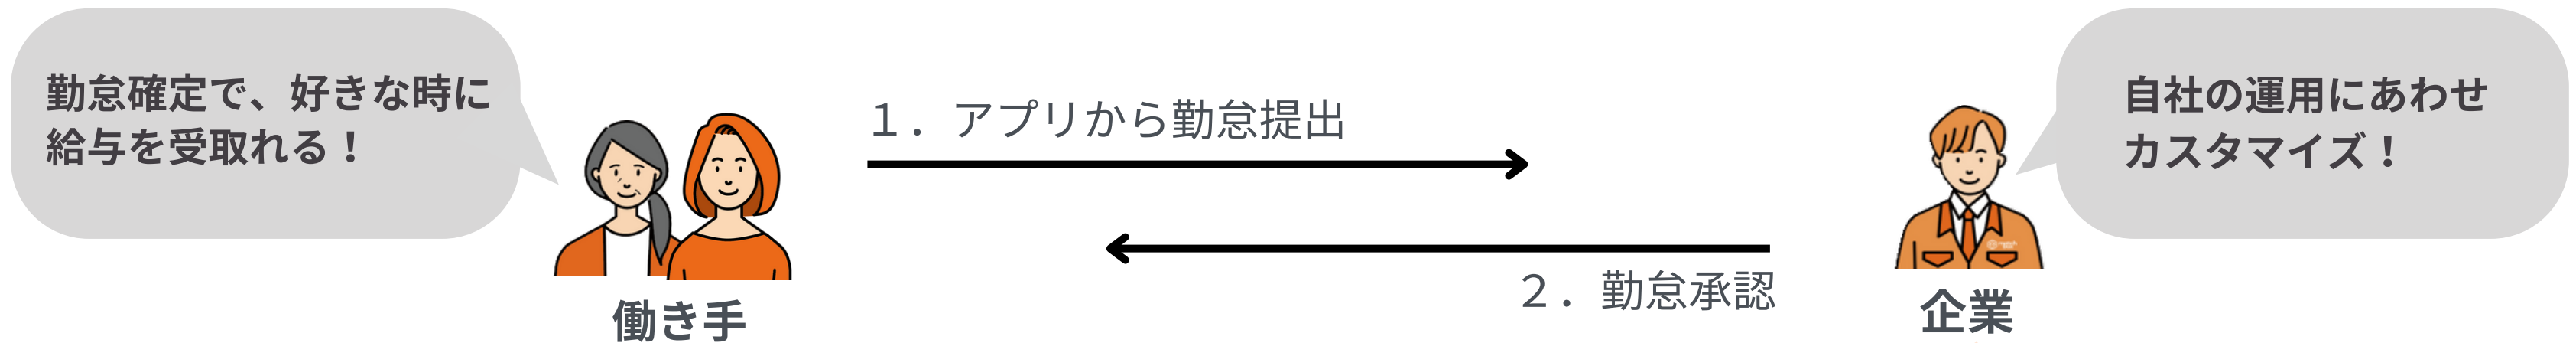 勤怠確定で、好きな時に
給与を受取れる！
１．アプリから勤怠提出
２．勤怠承認
働き手
自社の運用にあわせ
カスタマイズ！
企業